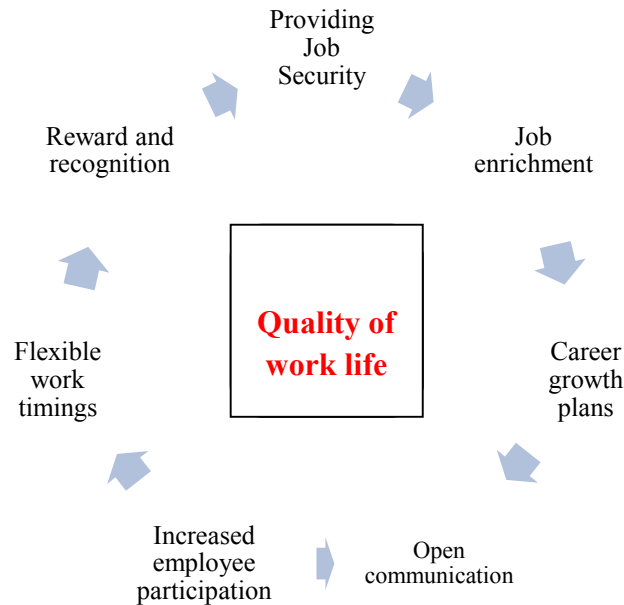 Providing
Job
Security
Job
enrichment
Career
growth
plans
Open
communication
Increased
employee
participation
Flexible
work
timings
Reward and
recognition
Quality of
work life